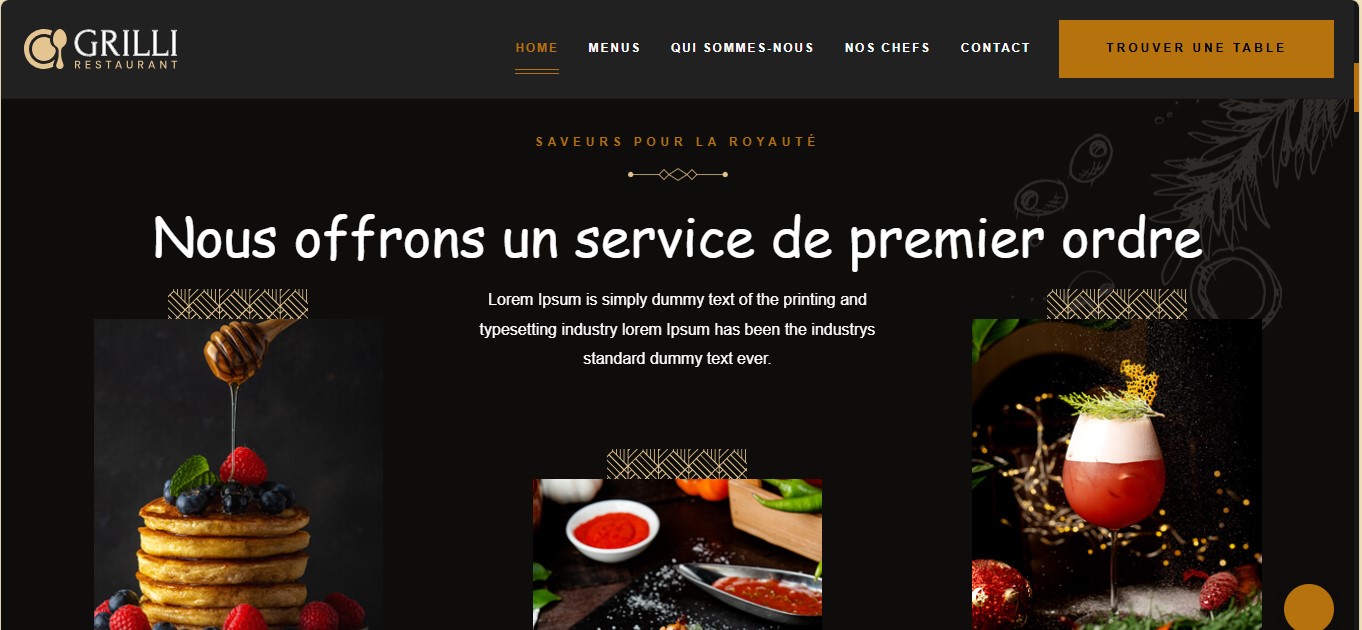 GRILLI
RESTAURANT
HOME MENUS QUI SOMMES-NOUS NOS CHEFS CONTACT TROUVER UNE TABLE
SAVEURS POUR LA ROYAUTÉ
Nous offrons un service de premier ordre
Lorem Ipsum is simply dummy text of the printing and
typesetting industry lorem Ipsum has been the industrys
standard dummy text ever.